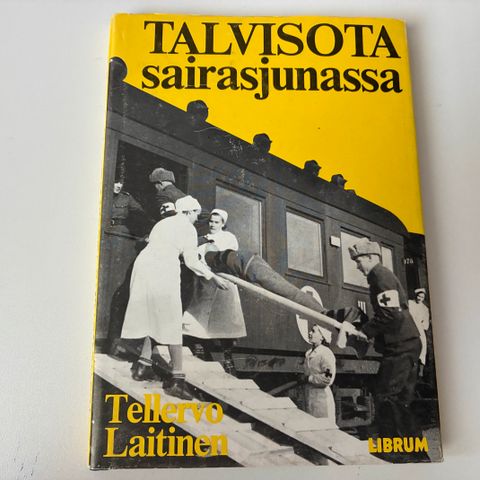 TALVISOTA
sairasjunassa
Tellervo
Laitinen
LIBRUM